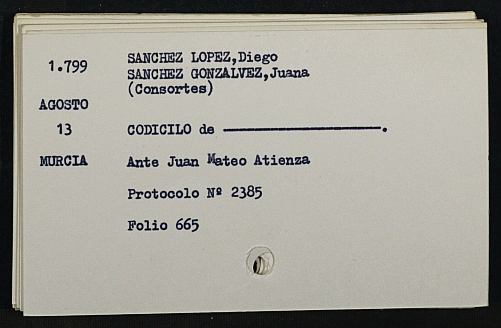 1.799 SANCHEZ LOPEZ,Diego
SANCHEZ GONZALVEZ,Juana
(Consortes)
AGOSTO
13 CODICILO de ————————————.
MURCIA Ante Juan Mateo Atienza
Protocolo Nº 2385
Folio 665